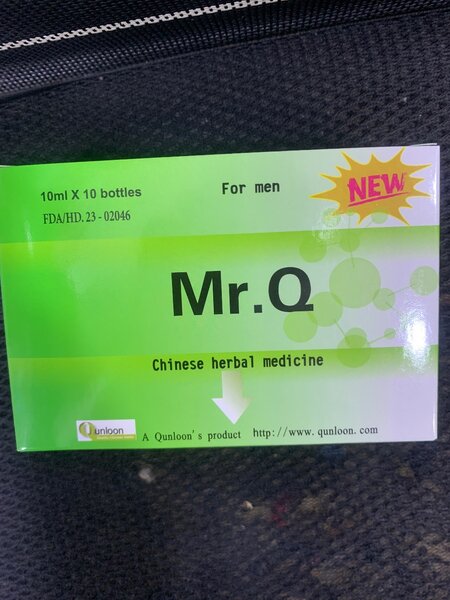 10ml X 10 bottles
For men
NEW
FDA/HD. 23 - 02046
Mr.Q
Chinese herbal medicine
Qunloon
A Qunloon's product http://www. qunloon. com